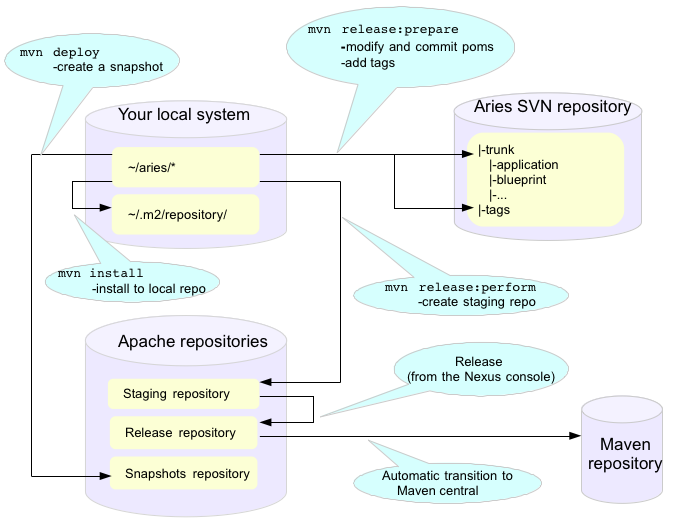 mvn deploy
-create a snapshot
mvn release:prepare
-modify and commit poms
-add tags
Your local system
~/aries/*
~/.m2/repository/
Aries SVN repository
|-trunk
|-application
|-blueprint
|-...
|-tags
mvn install
-install to local repo
mvn release:perform
-create staging repo
Apache repositories
Staging repository
Release repository
Snapshots repository
Release
(from the Nexus console)
Automatic transition to
Maven central
Maven
repository